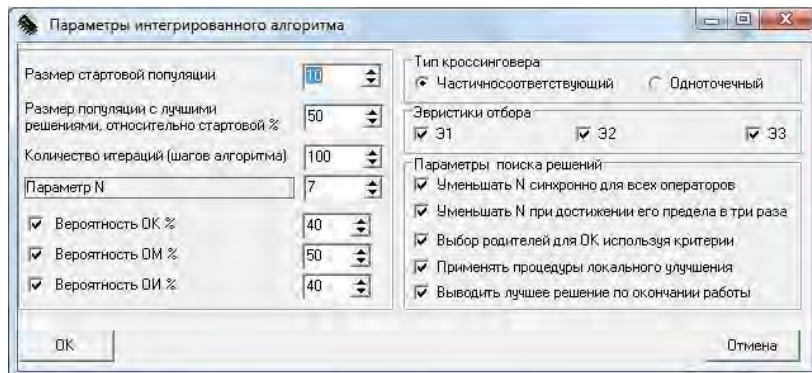 Параметры интегрированного алгоритма
Размер стартовой популяции
10
Размер популяции с лучшими
решениями, относительно стартовой %
50
Количество итераций (шагов алгоритма)
100
Параметр N
7
Вероятность ОК %
40
Вероятность ОМ %
50
Вероятность ОИ %
40
Тип кроссинговера
Частичносоответствующий
Одноточечный
Эвристики отбора
Э1
Э2
Э3
Параметры поиска решений
Уменьшать N синхронно для всех операторов
Уменьшать N при достижении его предела в три раза
Выбор родителей для ОК используя критерии
Применять процедуры локального улучшения
Выводить лучшее решение по окончании работы
ОК
Отмена